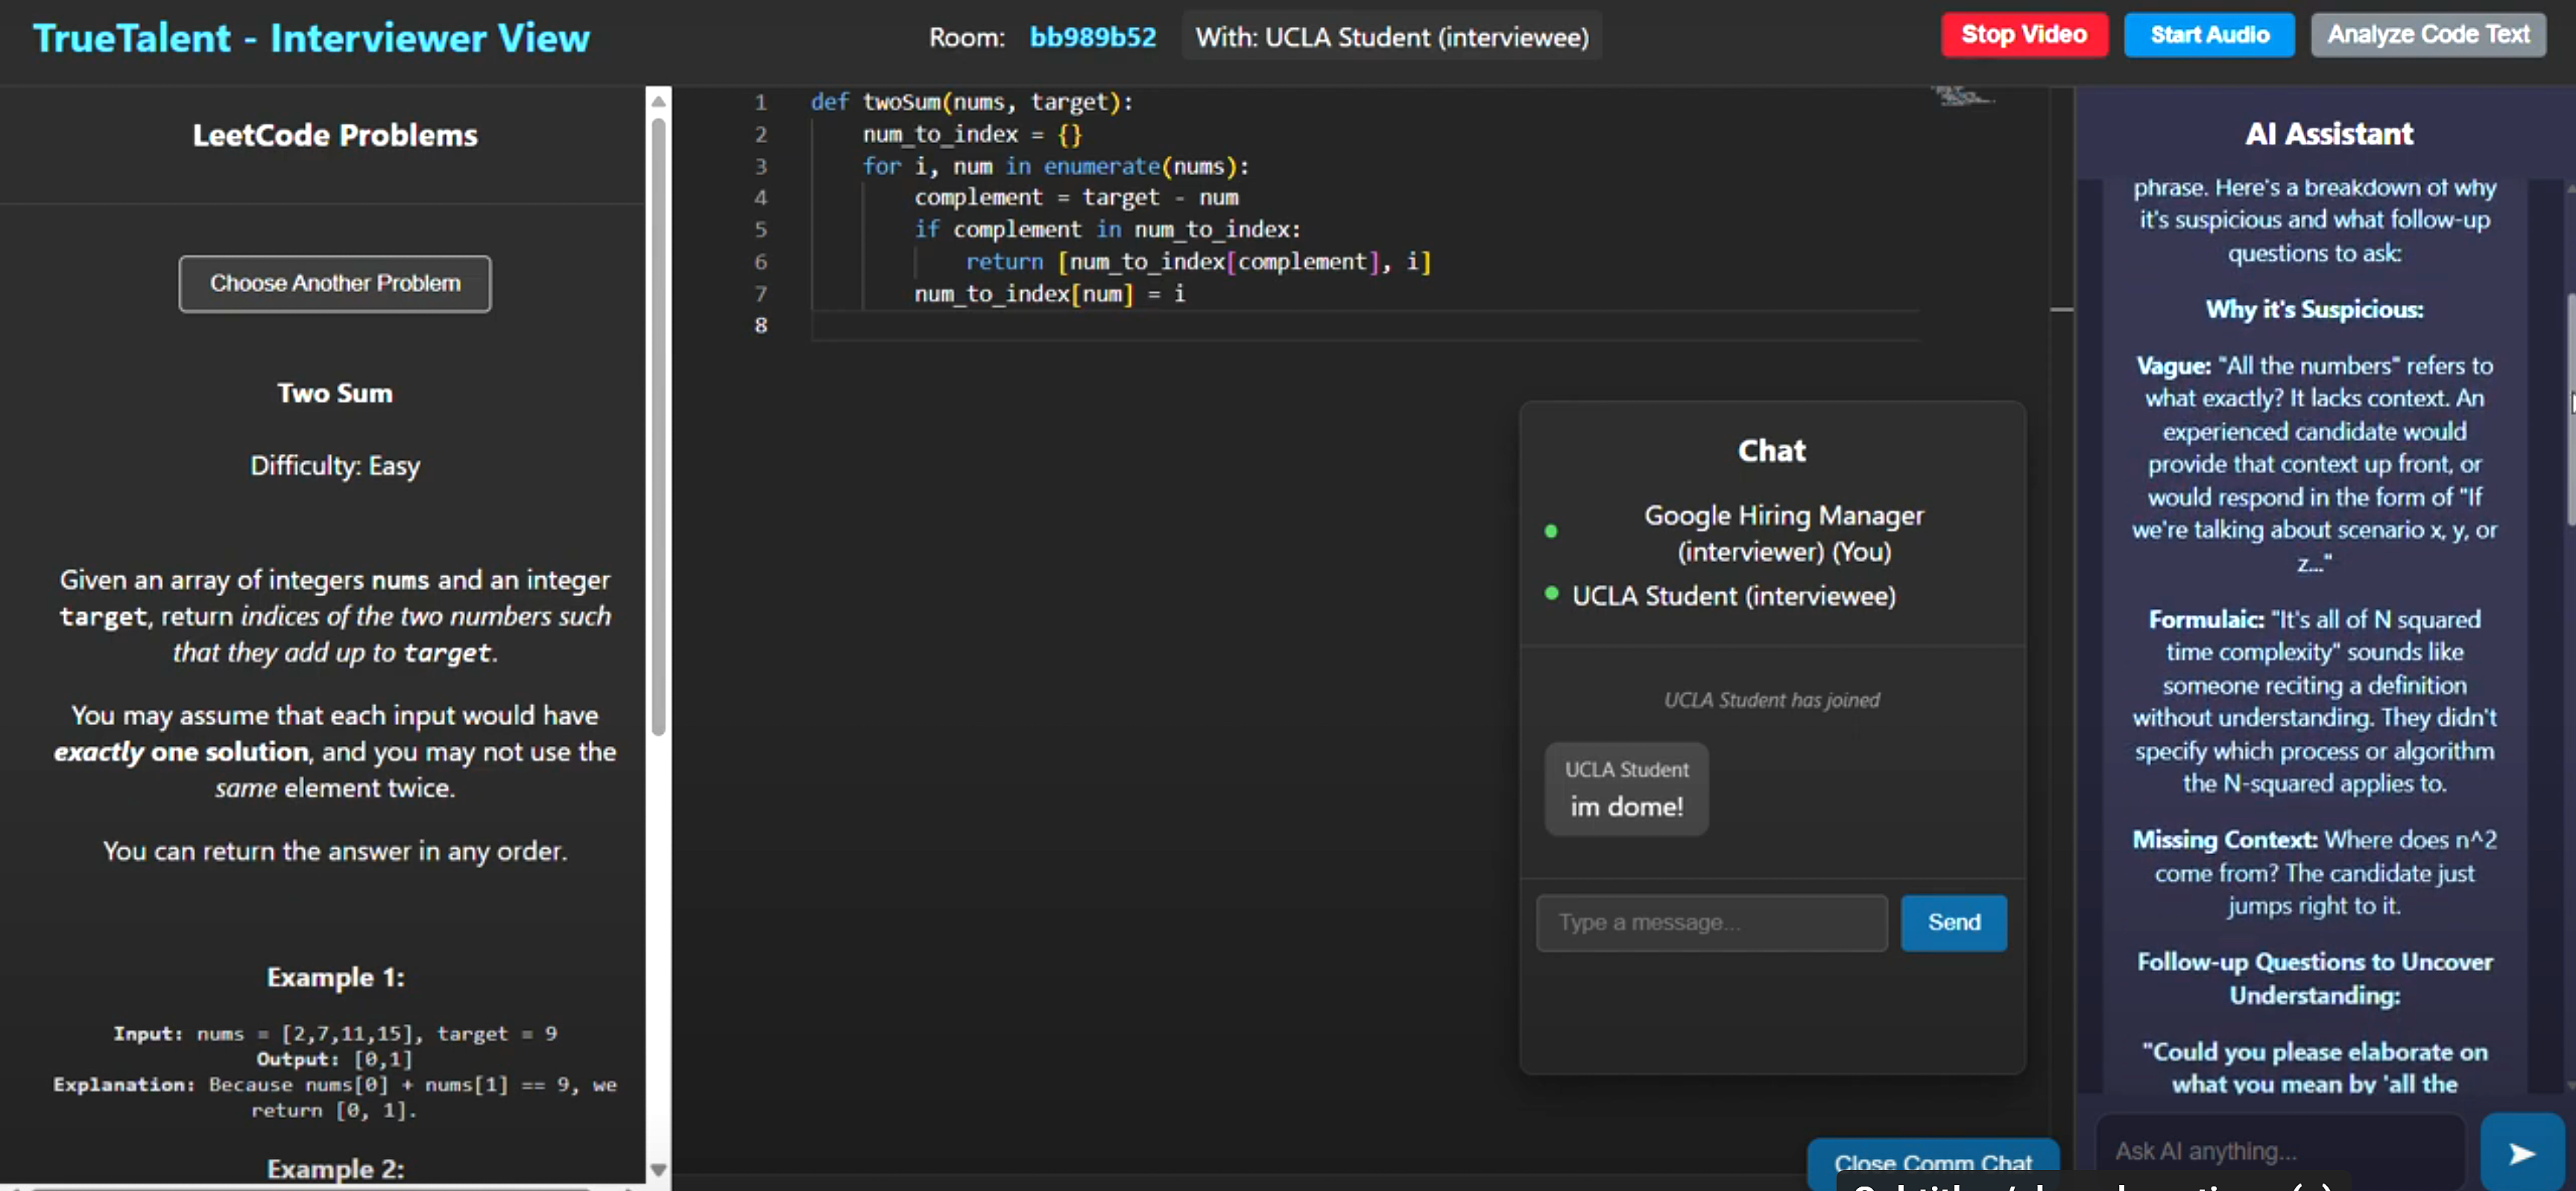 TrueTalent - Interviewer View
Room: bb989b52
With: UCLA Student (interviewee)
Stop Video
Start Audio
Analyze Code Text
LeetCode Problems
Choose Another Problem
Two Sum
Difficulty: Easy
Given an array of integers nums and an integer
target, return indices of the two numbers such
that they add up to target.
You may assume that each input would have
exactly one solution, and you may not use the
same element twice.
You can return the answer in any order.
Example 1:
Input: nums = [2,7,11,15], target = 9
Output: [0,1]
Explanation: Because nums[0] + nums[1] == 9, we
return [0, 1].
Example 2:
1 def twoSum(nums, target):
2 num_to_index = {}
3 for i, num in enumerate(nums):
4 complement = target - num
5 if complement in num_to_index:
6 return [num_to_index[complement], i]
7 num_to_index[num] = i
8
Chat
Google Hiring Manager
(interviewer) (You)
UCLA Student (interviewee)
UCLA Student has joined
UCLA Student
im dome!
Type a message...
Send
Close Comm Chat
AI Assistant
phrase. Here's a breakdown of why
it's suspicious and what follow-up
questions to ask:
Why it's Suspicious:
Vague: "All the numbers" refers to
what exactly? It lacks context. An
experienced candidate would
provide that context up front, or
would respond in the form of "If
we're talking about scenario x, y, or
z..."
Formulaic: "It's all of N squared
time complexity" sounds like
someone reciting a definition
without understanding. They didn't
specify which process or algorithm
the N-squared applies to.
Missing Context: Where does n^2
come from? The candidate just
jumps right to it.
Follow-up Questions to Uncover
Understanding:
"Could you please elaborate on
what you mean by 'all the
Ask AI anything...